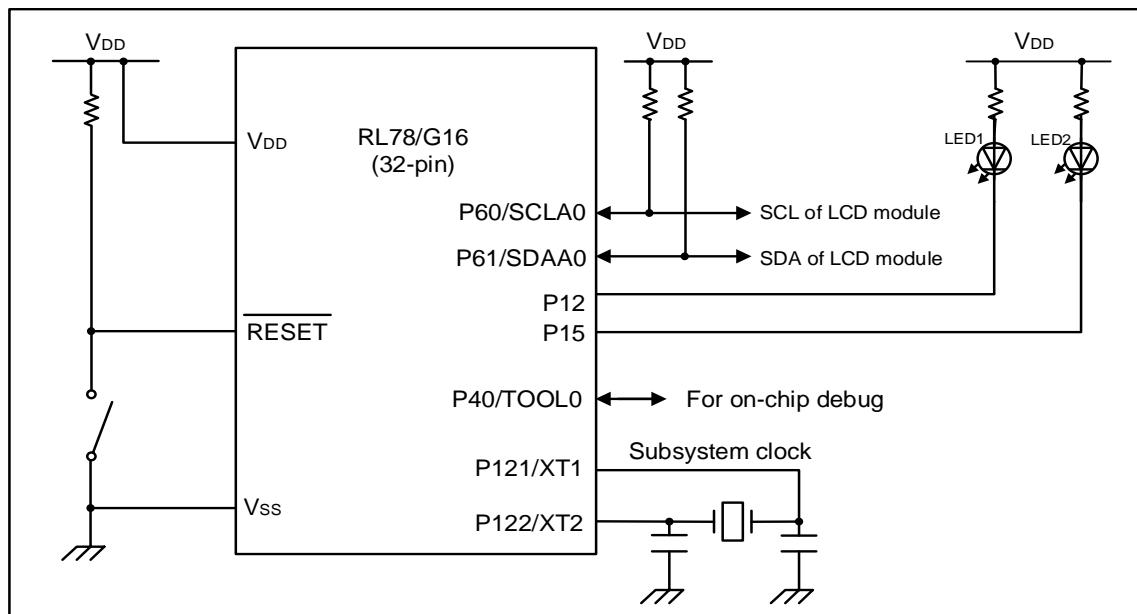 VDD
VDD
VDD
RL78/G16
(32-pin)
VDD
LED1
LED2
P60/SCLA0
SCL of LCD module
P61/SDAA0
SDA of LCD module
P12
RESET
P15
P40/TOOL0
For on-chip debug
Subsystem clock
P121/XT1
VSS
P122/XT2